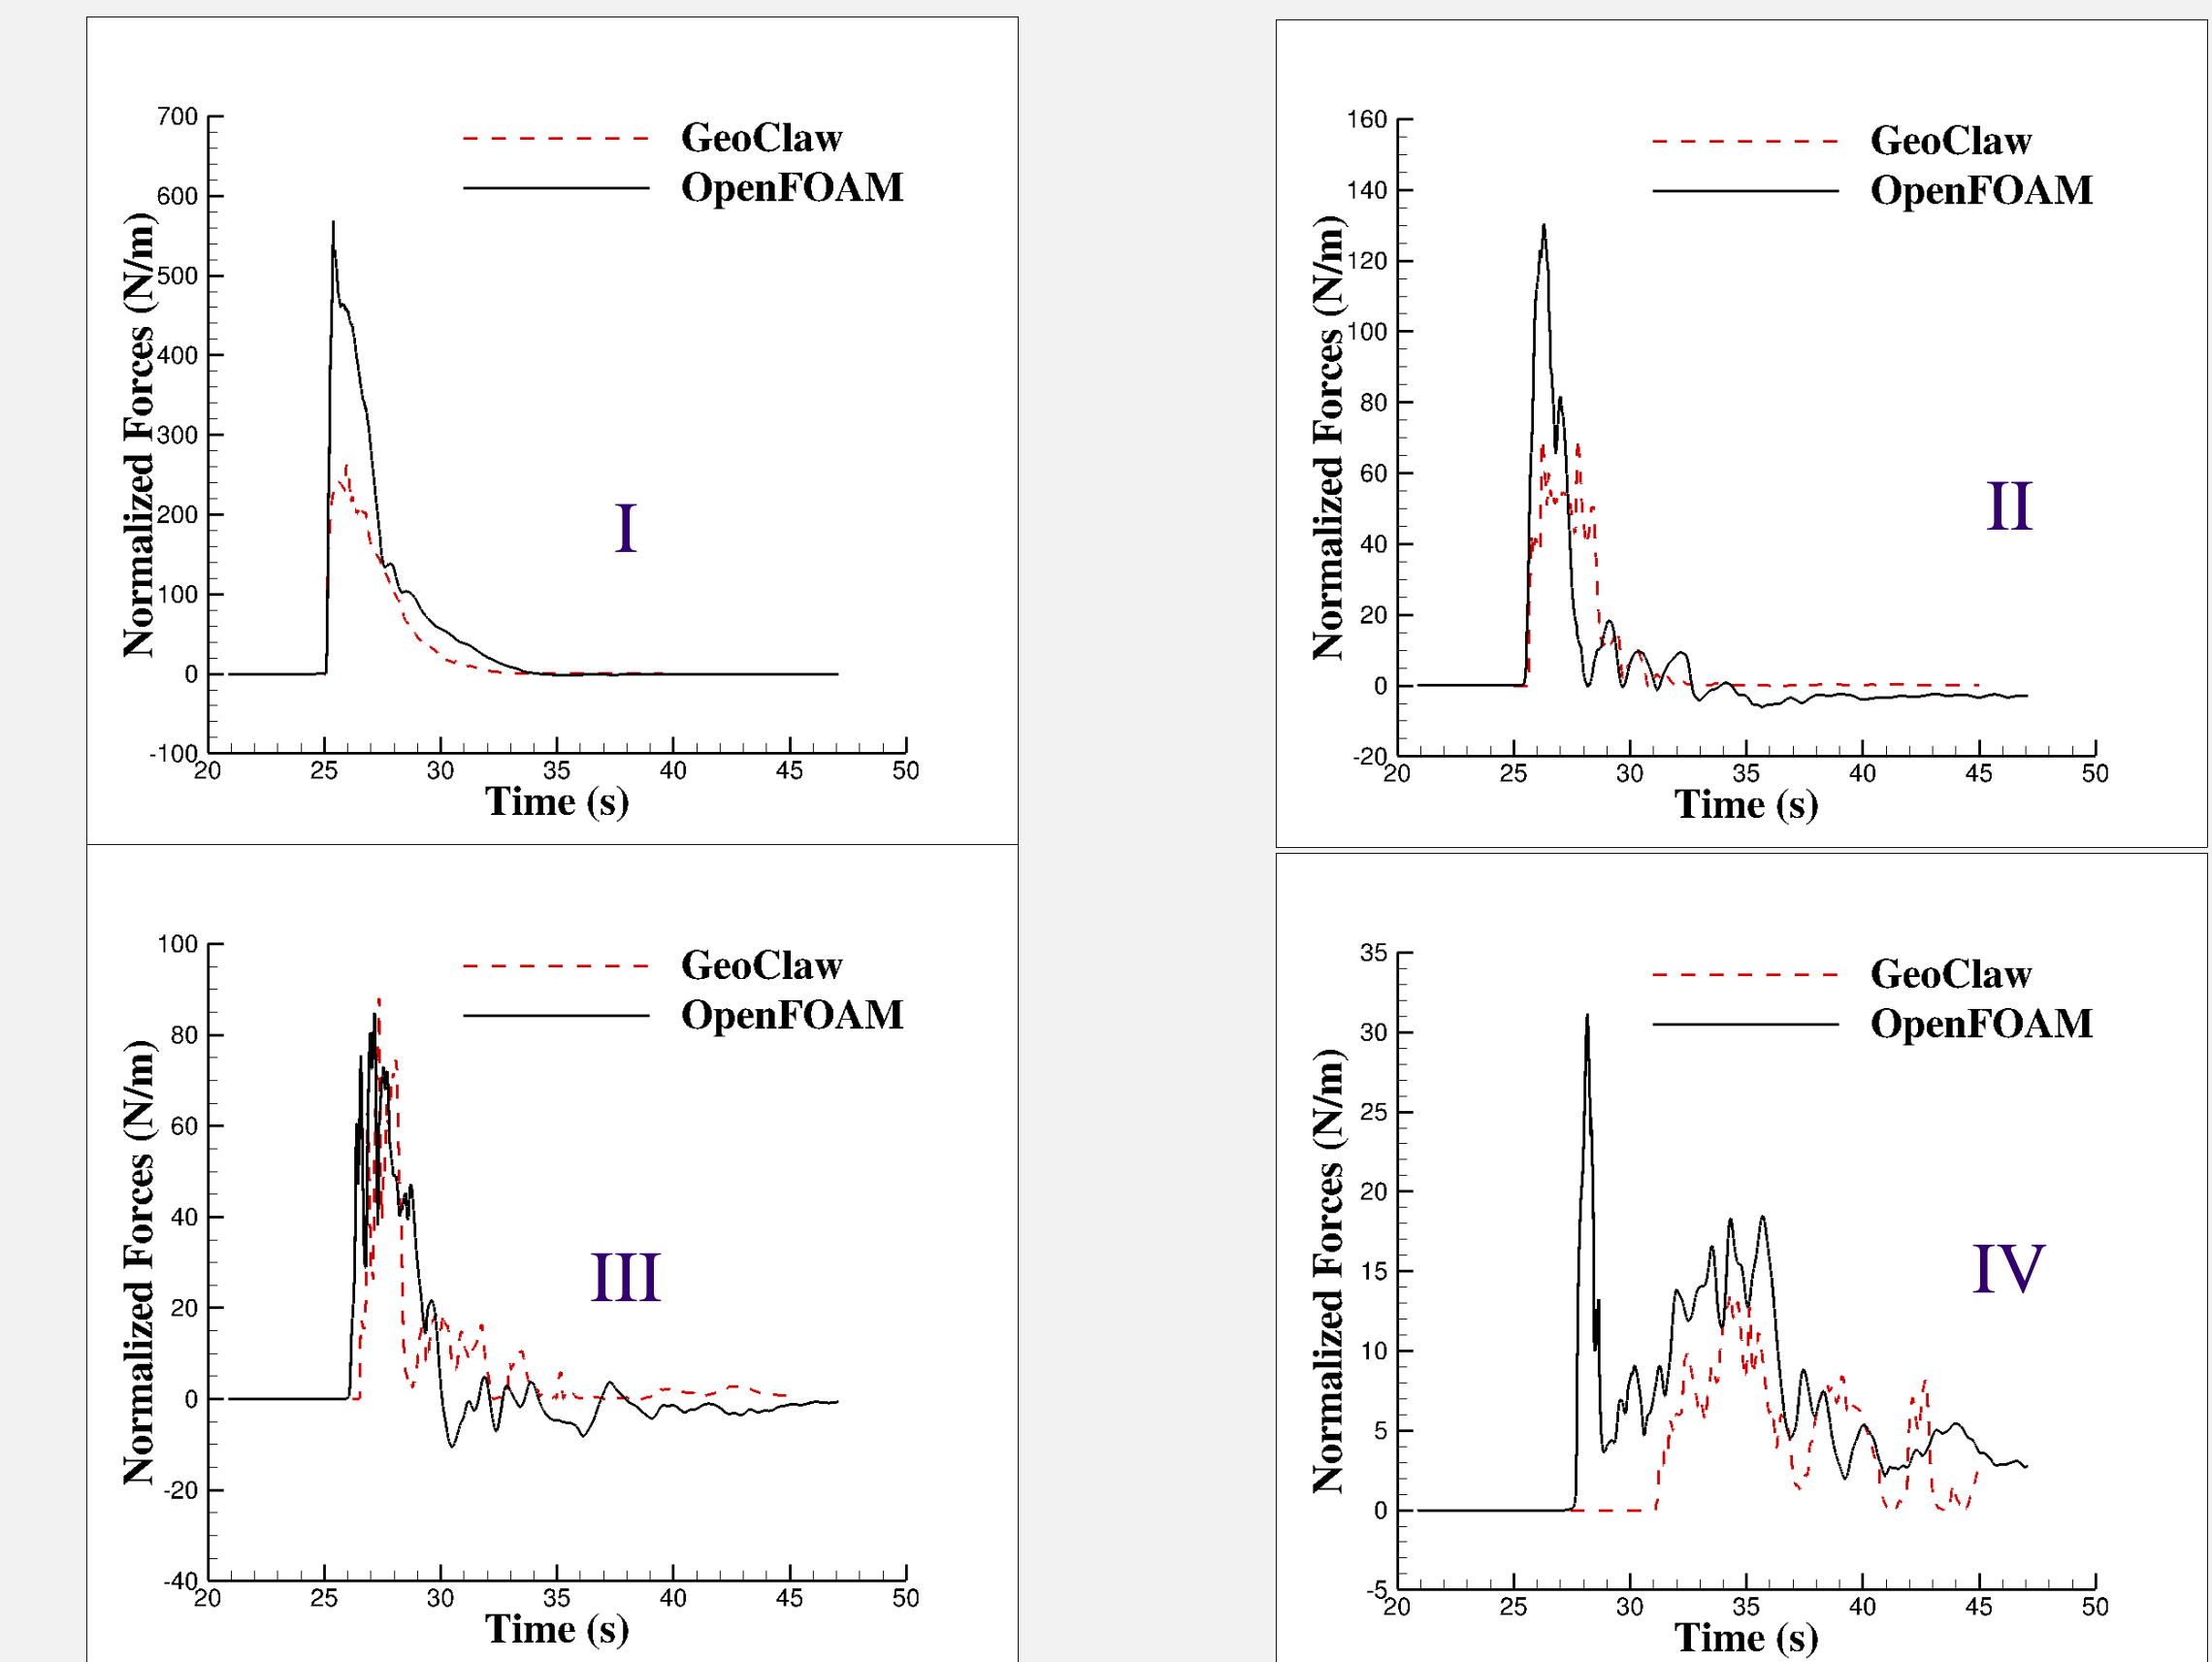 GeoClaw
OpenFOAM
Normalized Forces (N/m)
700
600
500
400
300
200
100
0
-100
I
20 25 30 35 40 45 50
Time (s)
GeoClaw
OpenFOAM
Normalized Forces (N/m)
160
140
120
100
80
60
40
20
0
-20
II
20 25 30 35 40 45 50
Time (s)
GeoClaw
OpenFOAM
Normalized Forces (N/m)
100
80
60
40
20
0
-20
-40
III
20 25 30 35 40 45 50
Time (s)
GeoClaw
OpenFOAM
Normalized Forces (N/m)
35
30
25
20
15
10
5
0
-5
IV
20 25 30 35 40 45 50
Time (s)